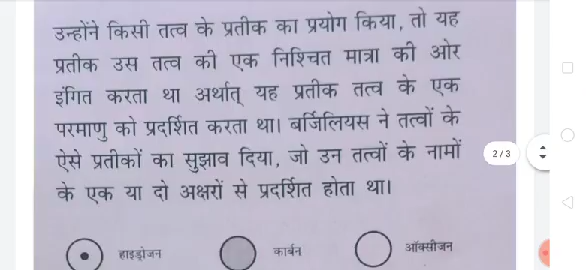 उन्होंने किसी तत्व के प्रतीक का प्रयोग किया, तो यह
प्रतीक उस तत्व की एक निश्चित मात्रा की ओर
इंगित करता था अर्थात् यह प्रतीक तत्व के एक
परमाणु को प्रदर्शित करता था। बर्जिलियस ने तत्वों के
ऐसे प्रतीकों का सुझाव दिया, जो उन तत्वों के नामों
के एक या दो अक्षरों से प्रदर्शित होता था।
2/3
हाइड्रोजन कार्बन ऑक्सीजन